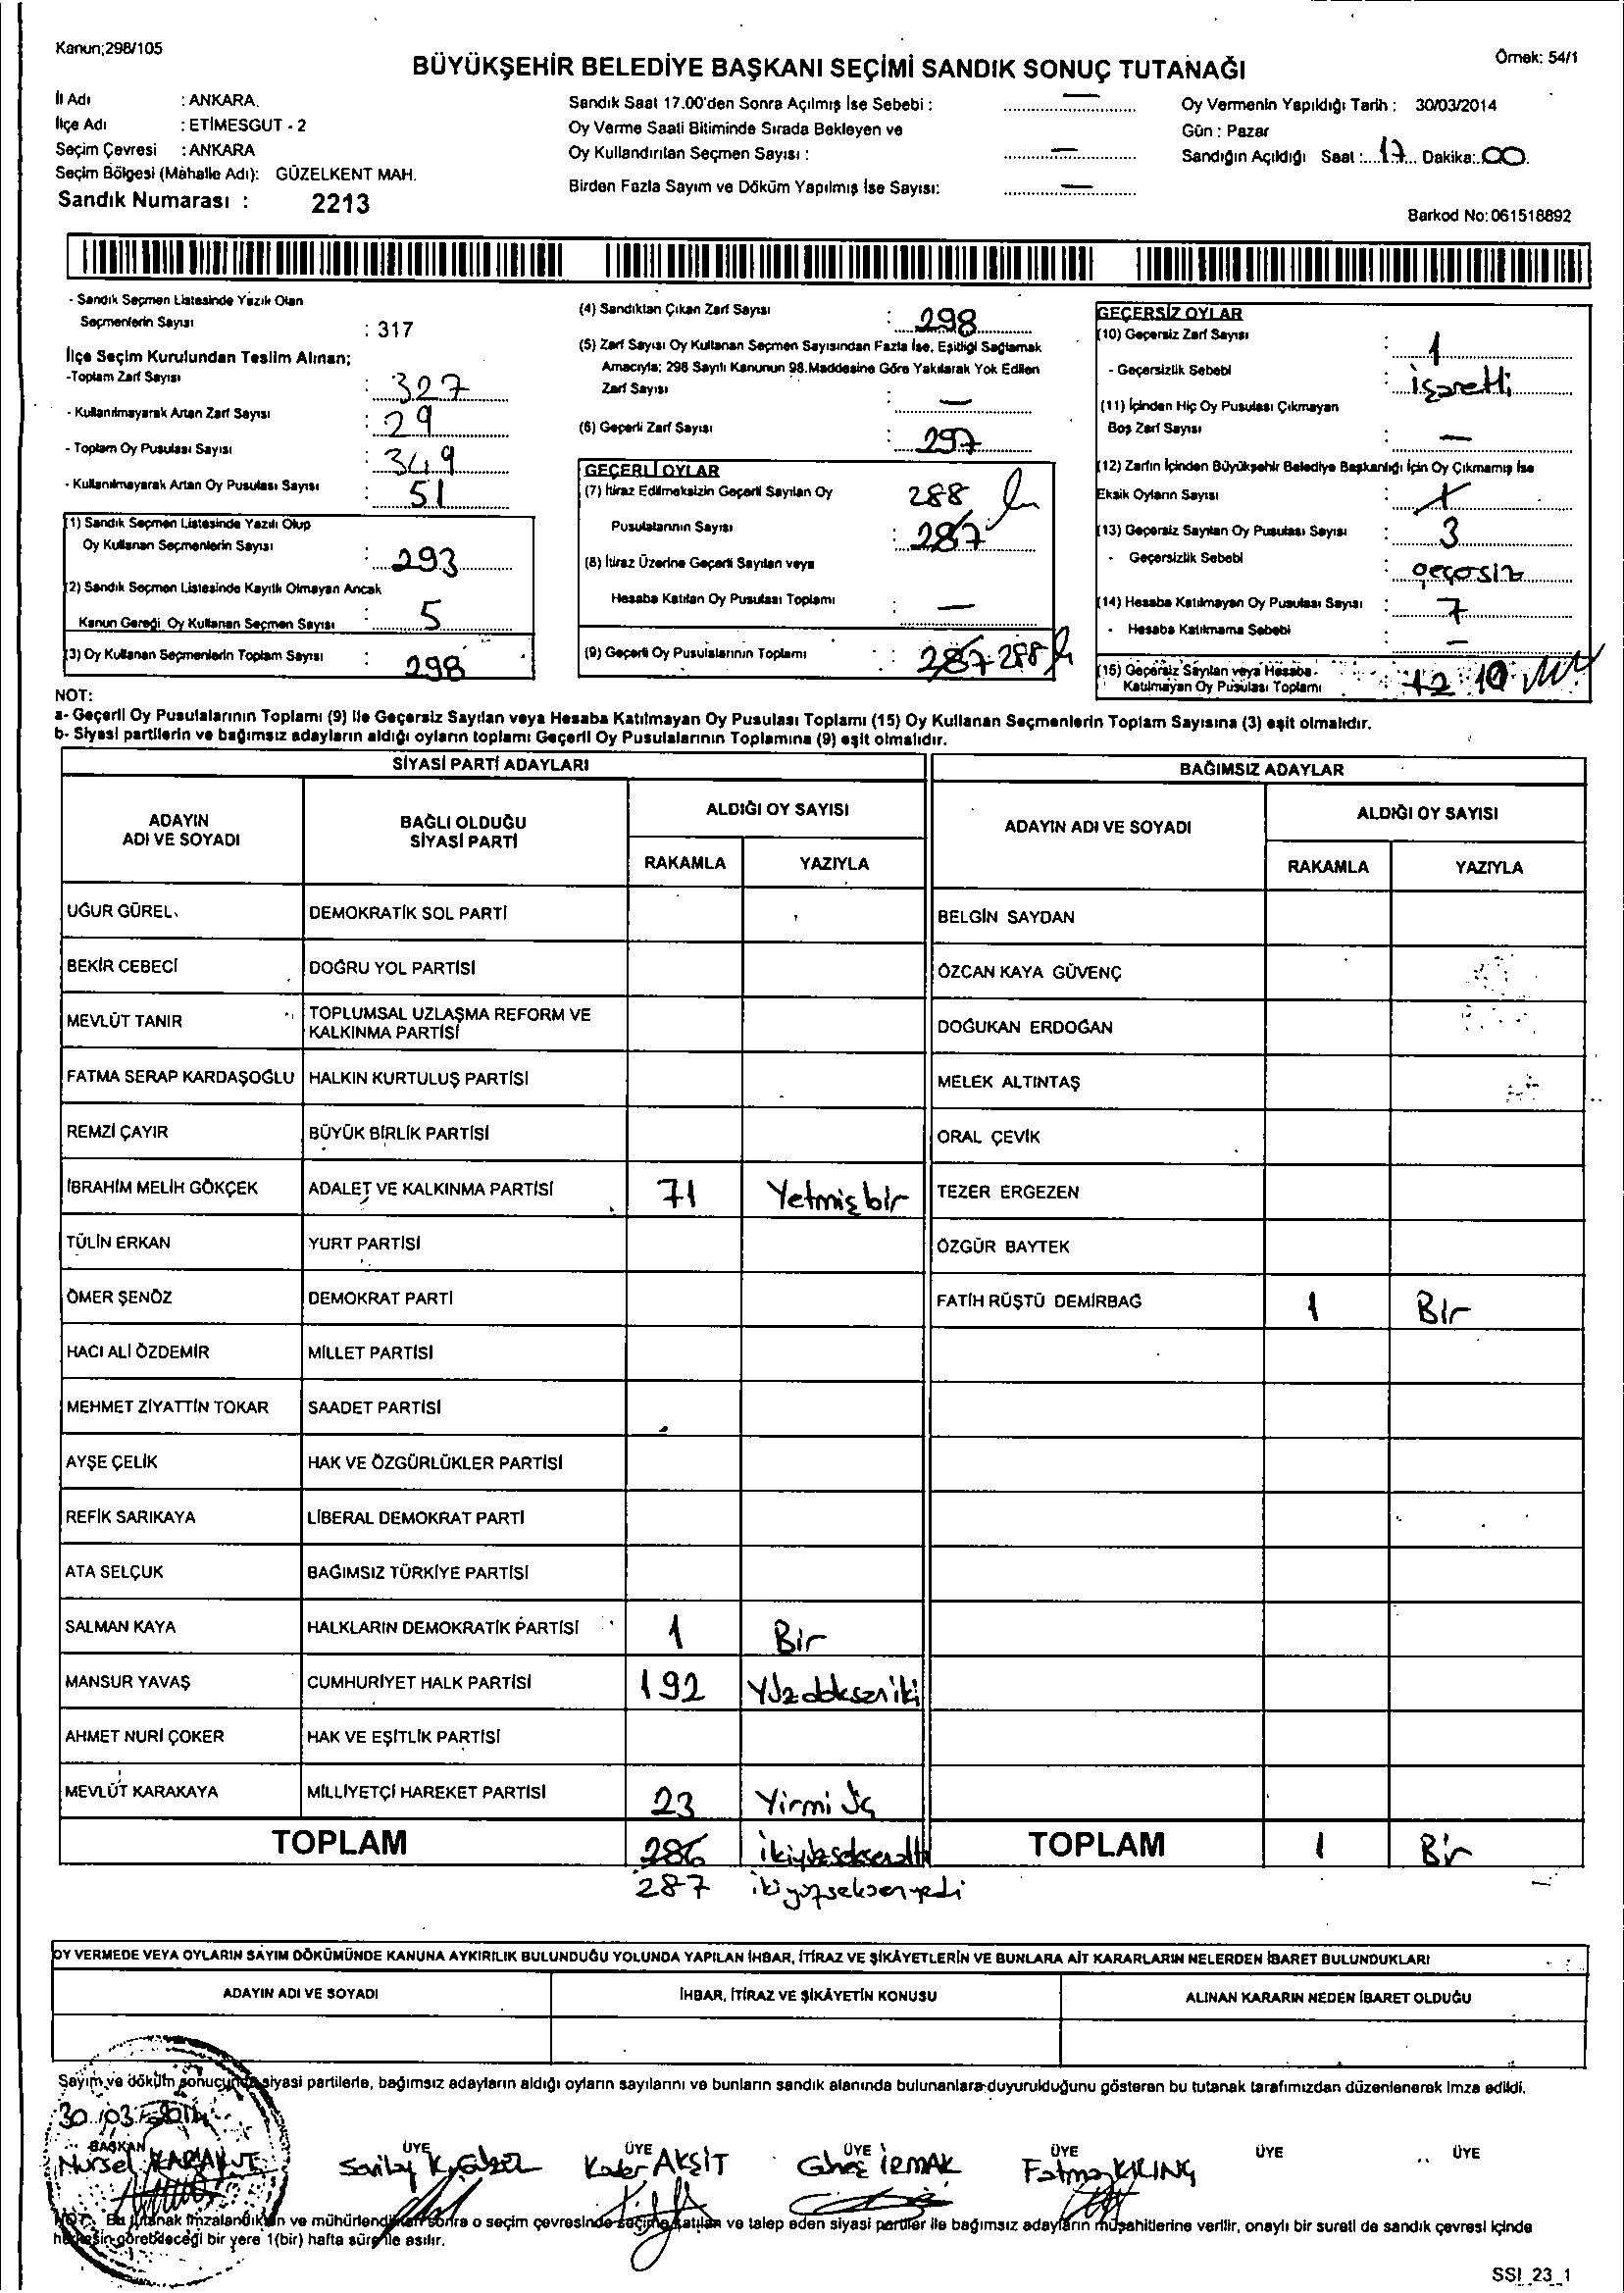 Kanun;298/105
Örnek: 54/1
BÜYÜKŞEHİR BELEDİYE BAŞKANI SEÇİMİ SANDIK SONUÇ TUTANAĞI
İl Adı : ANKARA
İlçe Adı : ETİMESGUT - 2
Seçim Çevresi : ANKARA
Seçim Bölgesi (Mahalle Adı): GÜZELKENT MAH.
Sandık Numarası : 2213
Sandık Saat 17.00'den Sonra Açılmış İse Sebebi : —
Oy Verme Saati Bitiminde Sırada Bekleyen ve
Oy Kullandırılan Seçmen Sayısı : —
Birden Fazla Sayım ve Döküm Yapılmış İse Sayısı: —
Oy Vermenin Yapıldığı Tarih : 30/03/2014
Gün : Pazar
Sandığın Açıldığı Saat :...17... Dakika:..00.
Barkod No:061518892
- Sandık Seçmen Listesinde Yazılı Olan
Seçmenlerin Sayısı : 317
İlçe Seçim Kurulundan Teslim Alınan;
-Toplam Zarf Sayısı : 327
- Kullanılmayarak Artan Zarf Sayısı : 29
- Toplam Oy Pusulası Sayısı : 349
- Kullanılmayarak Artan Oy Pusulası Sayısı : 51
(1) Sandık Seçmen Listesinde Yazılı Olup
Oy Kullanan Seçmenlerin Sayısı : 293
(2) Sandık Seçmen Listesinde Kayıtlı Olmayan Ancak
Kanun Gereği Oy Kullanan Seçmen Sayısı : 5
(3) Oy Kullanan Seçmenlerin Toplam Sayısı : 298
(4) Sandıktan Çıkan Zarf Sayısı : 298
(5) Zarf Sayısı Oy Kullanan Seçmen Sayısından Fazla İse, Eşitliği Sağlamak
Amacıyla; 298 Sayılı Kanunun 98.Maddesine Göre Yakılarak Yok Edilen
Zarf Sayısı : —
(6) Geçerli Zarf Sayısı : 297
GEÇERLİ OYLAR
(7) İtiraz Edilmeksizin Geçerli Sayılan Oy 288
Pusulalarının Sayısı : 287
(8) İtiraz Üzerine Geçerli Sayılan veya
Hesaba Katılan Oy Pusulası Toplamı : —
(9) Geçerli Oy Pusulalarının Toplamı : 287 288
GEÇERSİZ OYLAR
(10) Geçersiz Zarf Sayısı : 1
- Geçersizlik Sebebi : işaretli
(11) İçinden Hiç Oy Pusulası Çıkmayan
Boş Zarf Sayısı : —
(12) Zarfın İçinden Büyükşehir Belediye Başkanlığı İçin Oy Çıkmamış İse
Eksik Oyların Sayısı
(13) Geçersiz Sayılan Oy Pusulası Sayısı : 3
- Geçersizlik Sebebi : geçersiz
(14) Hesaba Katılmayan Oy Pusulası Sayısı : 7
- Hesaba Katılmama Sebebi : —
(15) Geçersiz Sayılan veya Hesaba
Katılmayan Oy Pusulası Toplamı : 12 10
NOT:
a- Geçerli Oy Pusulalarının Toplamı (9) ile Geçersiz Sayılan veya Hesaba Katılmayan Oy Pusulası Toplamı (15) Oy Kullanan Seçmenlerin Toplam Sayısına (3) eşit olmalıdır.
b- Siyasi partilerin ve bağımsız adayların aldığı oyların toplamı Geçerli Oy Pusulalarının Toplamına (9) eşit olmalıdır.
SİYASİ PARTİ ADAYLARI
ADAYIN ADI VE SOYADI
BAĞLI OLDUĞU SİYASİ PARTİ
ALDIĞI OY SAYISI
RAKAMLA YAZIYLA
UĞUR GÜREL DEMOKRATİK SOL PARTİ
BEKİR CEBECİ DOĞRU YOL PARTİSİ
MEVLÜT TANIR TOPLUMSAL UZLAŞMA REFORM VE
KALKINMA PARTİSİ
FATMA SERAP KARDAŞOĞLU HALKIN KURTULUŞ PARTİSİ
REMZİ ÇAYIR BÜYÜK BİRLİK PARTİSİ
İBRAHİM MELİH GÖKÇEK ADALET VE KALKINMA PARTİSİ 71 Yetmişbir
TÜLİN ERKAN YURT PARTİSİ
ÖMER ŞENÖZ DEMOKRAT PARTİ
HACI ALİ ÖZDEMİR MİLLET PARTİSİ
MEHMET ZİYATTİN TOKAR SAADET PARTİSİ
AYŞE ÇELİK HAK VE ÖZGÜRLÜKLER PARTİSİ
REFİK SARIKAYA LİBERAL DEMOKRAT PARTİ
ATA SELÇUK BAĞIMSIZ TÜRKİYE PARTİSİ
SALMAN KAYA HALKLARIN DEMOKRATİK PARTİSİ 1 Bir
MANSUR YAVAŞ CUMHURİYET HALK PARTİSİ 192 Yüzdoksaniki
AHMET NURİ ÇOKER HAK VE EŞİTLİK PARTİSİ
MEVLÜT KARAKAYA MİLLİYETÇİ HAREKET PARTİSİ 23 Yirmi Üç
TOPLAM 286 ikiyüzseksenaltı
287 ikiyüzseksenyedi
BAĞIMSIZ ADAYLAR
ADAYIN ADI VE SOYADI
ALDIĞI OY SAYISI
RAKAMLA YAZIYLA
BELGİN SAYDAN
ÖZCAN KAYA GÜVENÇ
DOĞUKAN ERDOĞAN
MELEK ALTINTAŞ
ORAL ÇEVİK
TEZER ERGEZEN
ÖZGÜR BAYTEK
FATİH RÜŞTÜ DEMİRBAĞ 1 Bir
TOPLAM 1 Bir
OY VERMEDE VEYA OYLARIN SAYIM DÖKÜMÜNDE KANUNA AYKIRILIK BULUNDUĞU YOLUNDA YAPILAN İHBAR, İTİRAZ VE ŞİKÂYETLERİN VE BUNLARA AİT KARARLARIN NELERDEN İBARET BULUNDUKLARI
ADAYIN ADI VE SOYADI İHBAR, İTİRAZ VE ŞİKÂYETİN KONUSU ALINAN KARARIN NEDEN İBARET OLDUĞU
Sayım ve döküm sonucunda siyasi partilerle, bağımsız adayların aldığı oyların sayılarını ve bunların sandık alanında bulunanlara duyurulduğunu gösteren bu tutanak tarafımızdan düzenlenerek imza edildi.
30/03/2014
BAŞKAN ÜYE ÜYE ÜYE ÜYE ÜYE ÜYE
Nursel KARABULUT AKŞİT IRMAK Fatma KILINÇ
NOT: Bu tutanak imzalandıktan ve mühürlendikten sonra o seçim çevresinde seçime katılan ve talep eden siyasi partiler ile bağımsız adayların müşahitlerine verilir, onaylı bir sureti de sandık çevresi içinde
herkesin görebileceği bir yere 1(bir) hafta süre ile asılır.
SSI_23_1